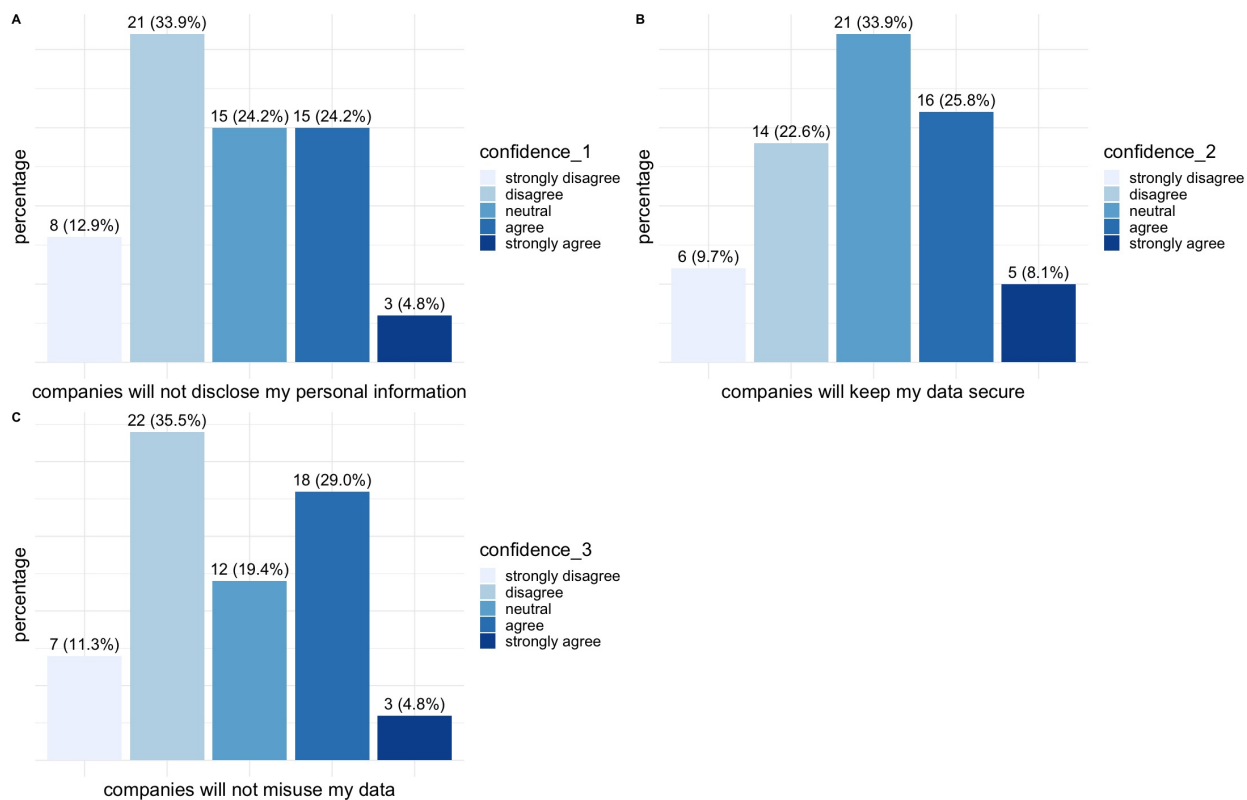 A
21 (33.9%)
15 (24.2%) 15 (24.2%)
8 (12.9%)
3 (4.8%)
percentage
companies will not disclose my personal information
confidence_1
strongly disagree
disagree
neutral
agree
strongly agree
B
21 (33.9%)
16 (25.8%)
14 (22.6%)
6 (9.7%)
5 (8.1%)
percentage
companies will keep my data secure
confidence_2
strongly disagree
disagree
neutral
agree
strongly agree
C
22 (35.5%)
18 (29.0%)
12 (19.4%)
7 (11.3%)
3 (4.8%)
percentage
companies will not misuse my data
confidence_3
strongly disagree
disagree
neutral
agree
strongly agree